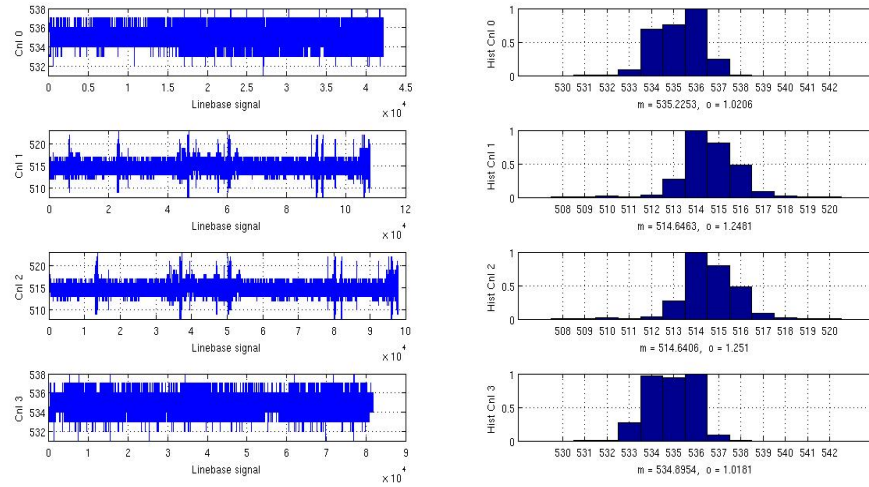 538
536
534
532
Cnl 0
0 0.5 1 1.5 2 2.5 3 3.5 4 4.5
Linebase signal
x 10^4
1
0.5
0
Hist Cnl 0
530 531 532 533 534 535 536 537 538 539 540 541 542
m = 535.2253, o = 1.0206
520
515
510
Cnl 1
0 2 4 6 8 10 12
Linebase signal
x 10^4
1
0.5
0
Hist Cnl 1
508 509 510 511 512 513 514 515 516 517 518 519 520
m = 514.6463, o = 1.2481
520
515
510
Cnl 2
0 1 2 3 4 5 6 7 8 9 10
Linebase signal
x 10^4
1
0.5
0
Hist Cnl 2
508 509 510 511 512 513 514 515 516 517 518 519 520
m = 514.6406, o = 1.251
538
536
534
532
Cnl 3
0 1 2 3 4 5 6 7 8 9
Linebase signal
x 10^4
1
0.5
0
Hist Cnl 3
530 531 532 533 534 535 536 537 538 539 540 541 542
m = 534.8954, o = 1.0181